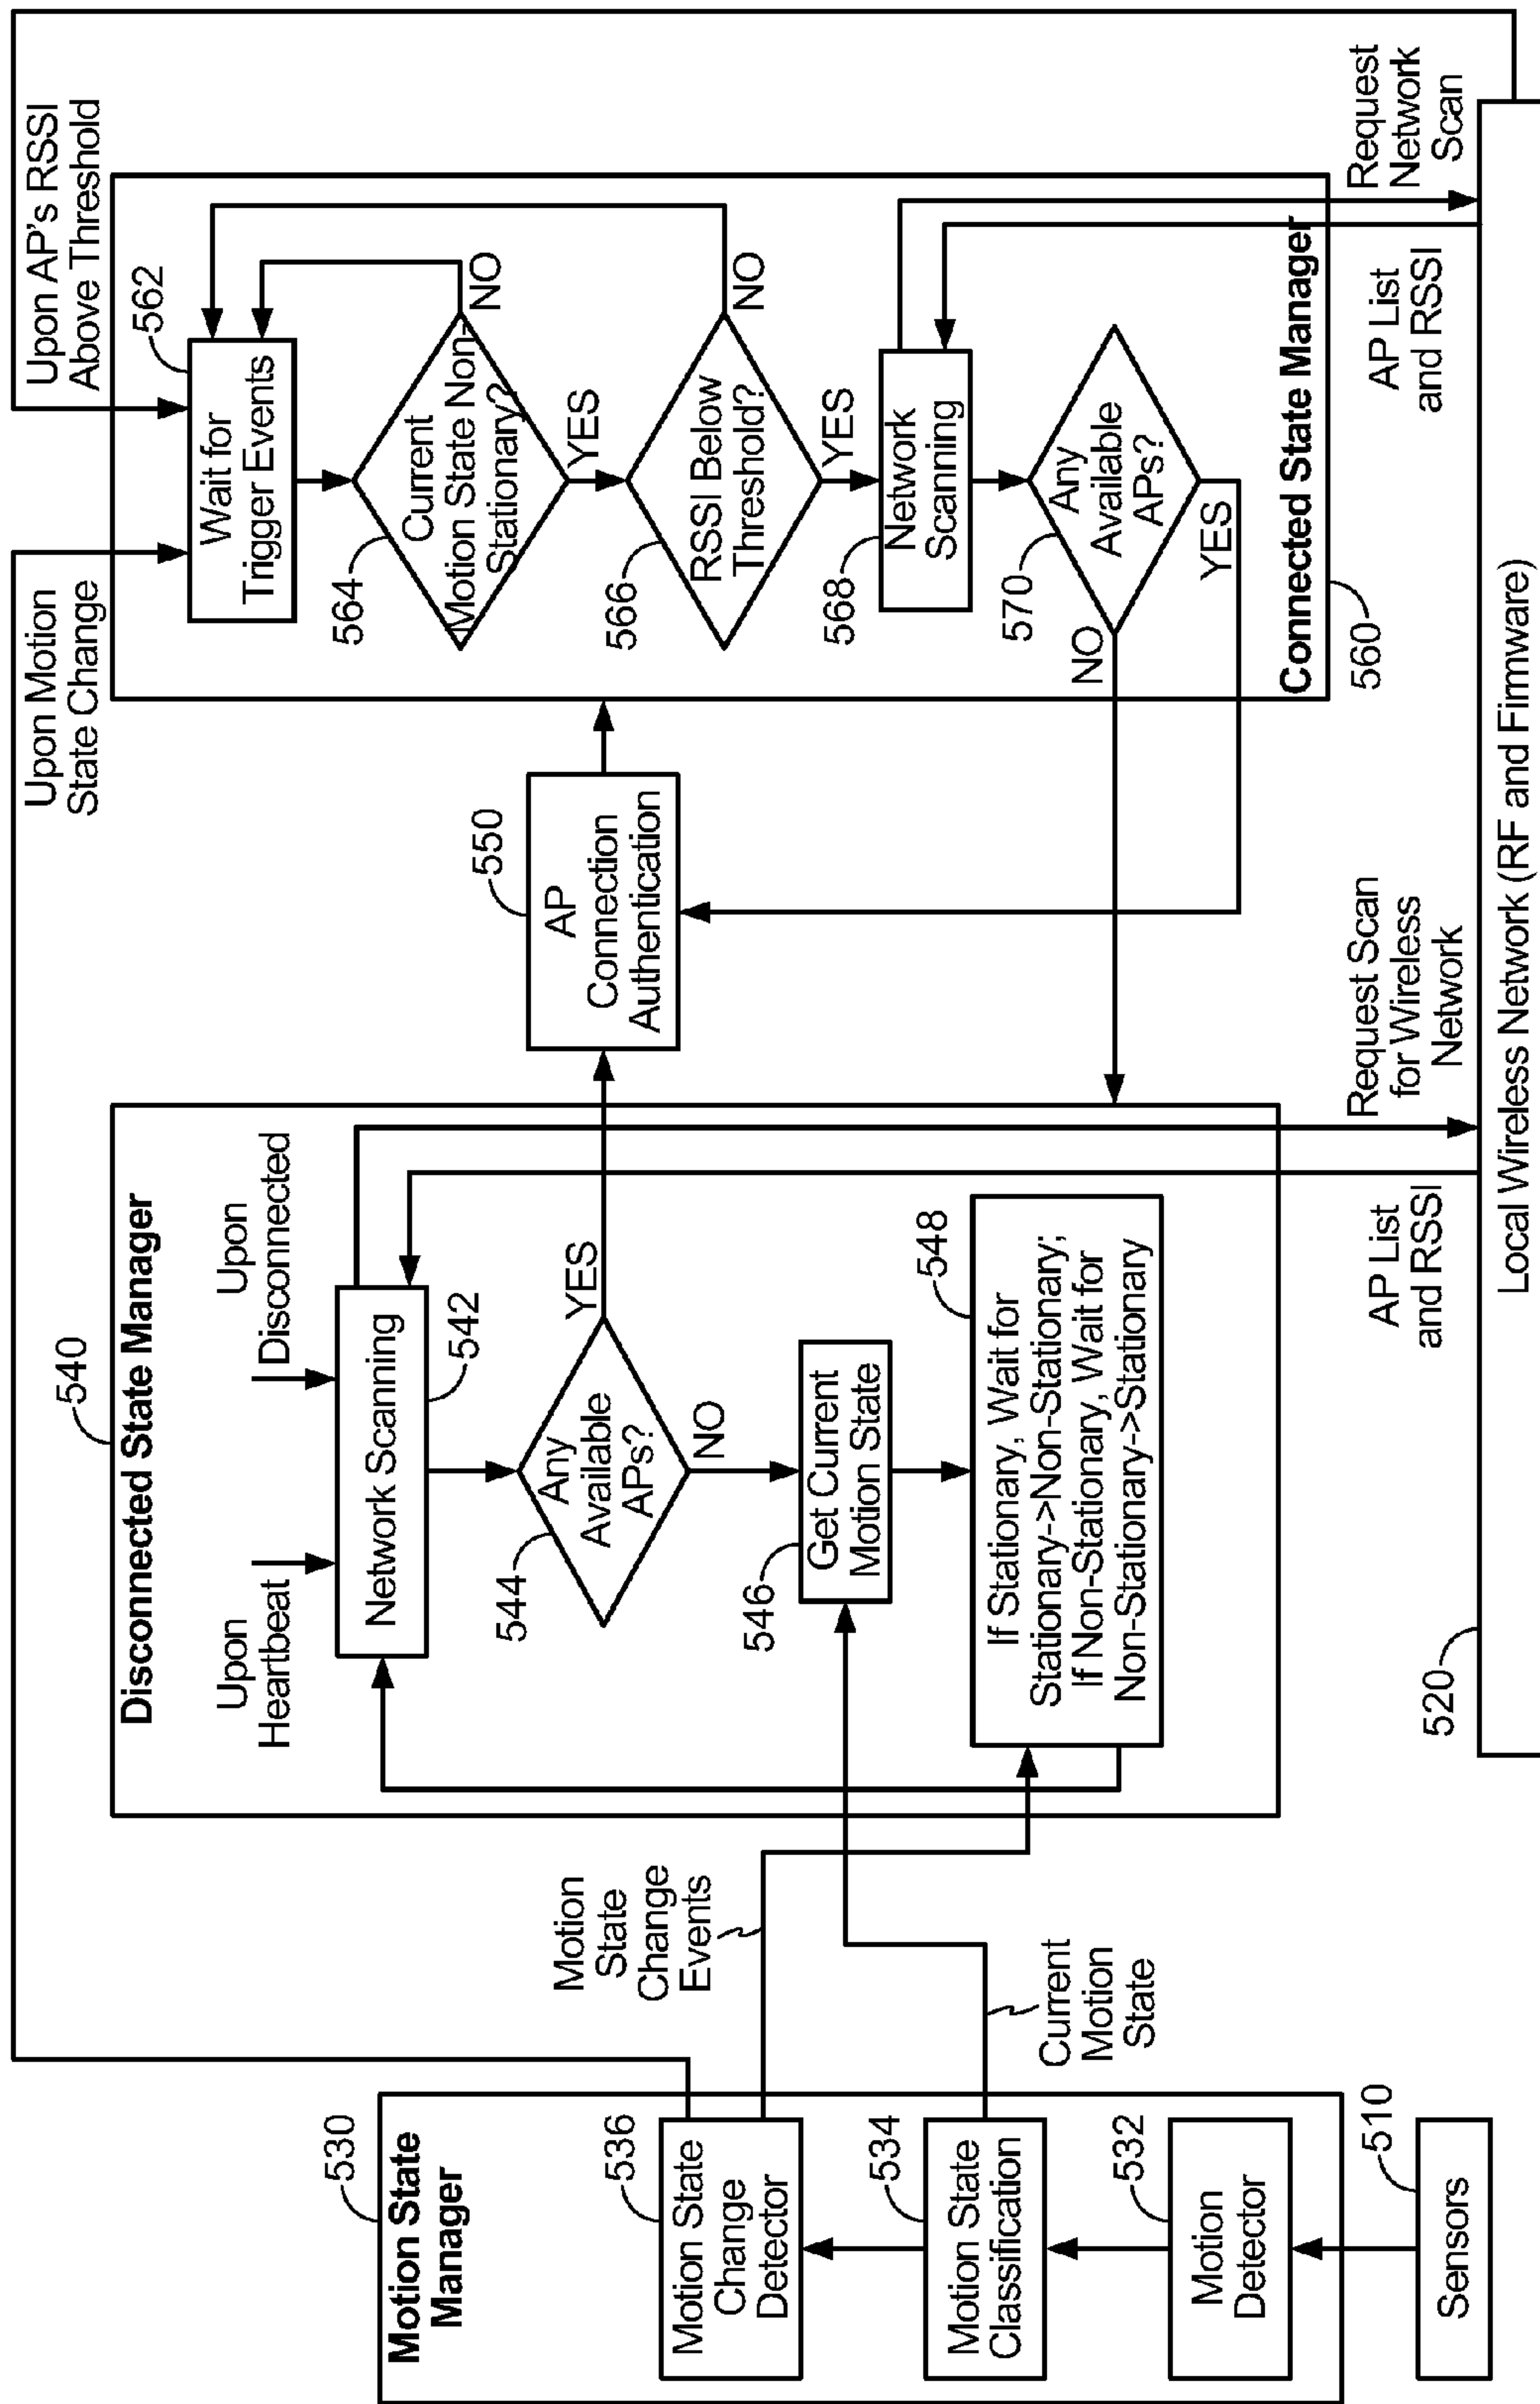 530
Motion State
Manager
536
Motion State
Change
Detector
534
Motion State
Classification
532
Motion
Detector
510
Sensors
Motion
State
Change
Events
Current
Motion
State
540
Disconnected State Manager
Upon
Heartbeat
Upon
Disconnected
Network Scanning
542
544
Any
Available
APs?
YES
NO
546
Get Current
Motion State
548
If Stationary, Wait for
Stationary->Non-Stationary;
If Non-Stationary, Wait for
Non-Stationary->Stationary
550
AP
Connection
Authentication
Upon Motion
State Change
Upon AP's RSSI
Above Threshold
562
Wait for
Trigger Events
564
Current
Motion State Non-
Stationary?
NO
YES
566
RSSI Below
Threshold?
NO
YES
568
Network
Scanning
570
Any
Available
APs?
NO
YES
Connected State Manager
560
AP List
and RSSI
Request Scan
for Wireless
Network
AP List
and RSSI
Request
Network
Scan
520
Local Wireless Network (RF and Firmware)